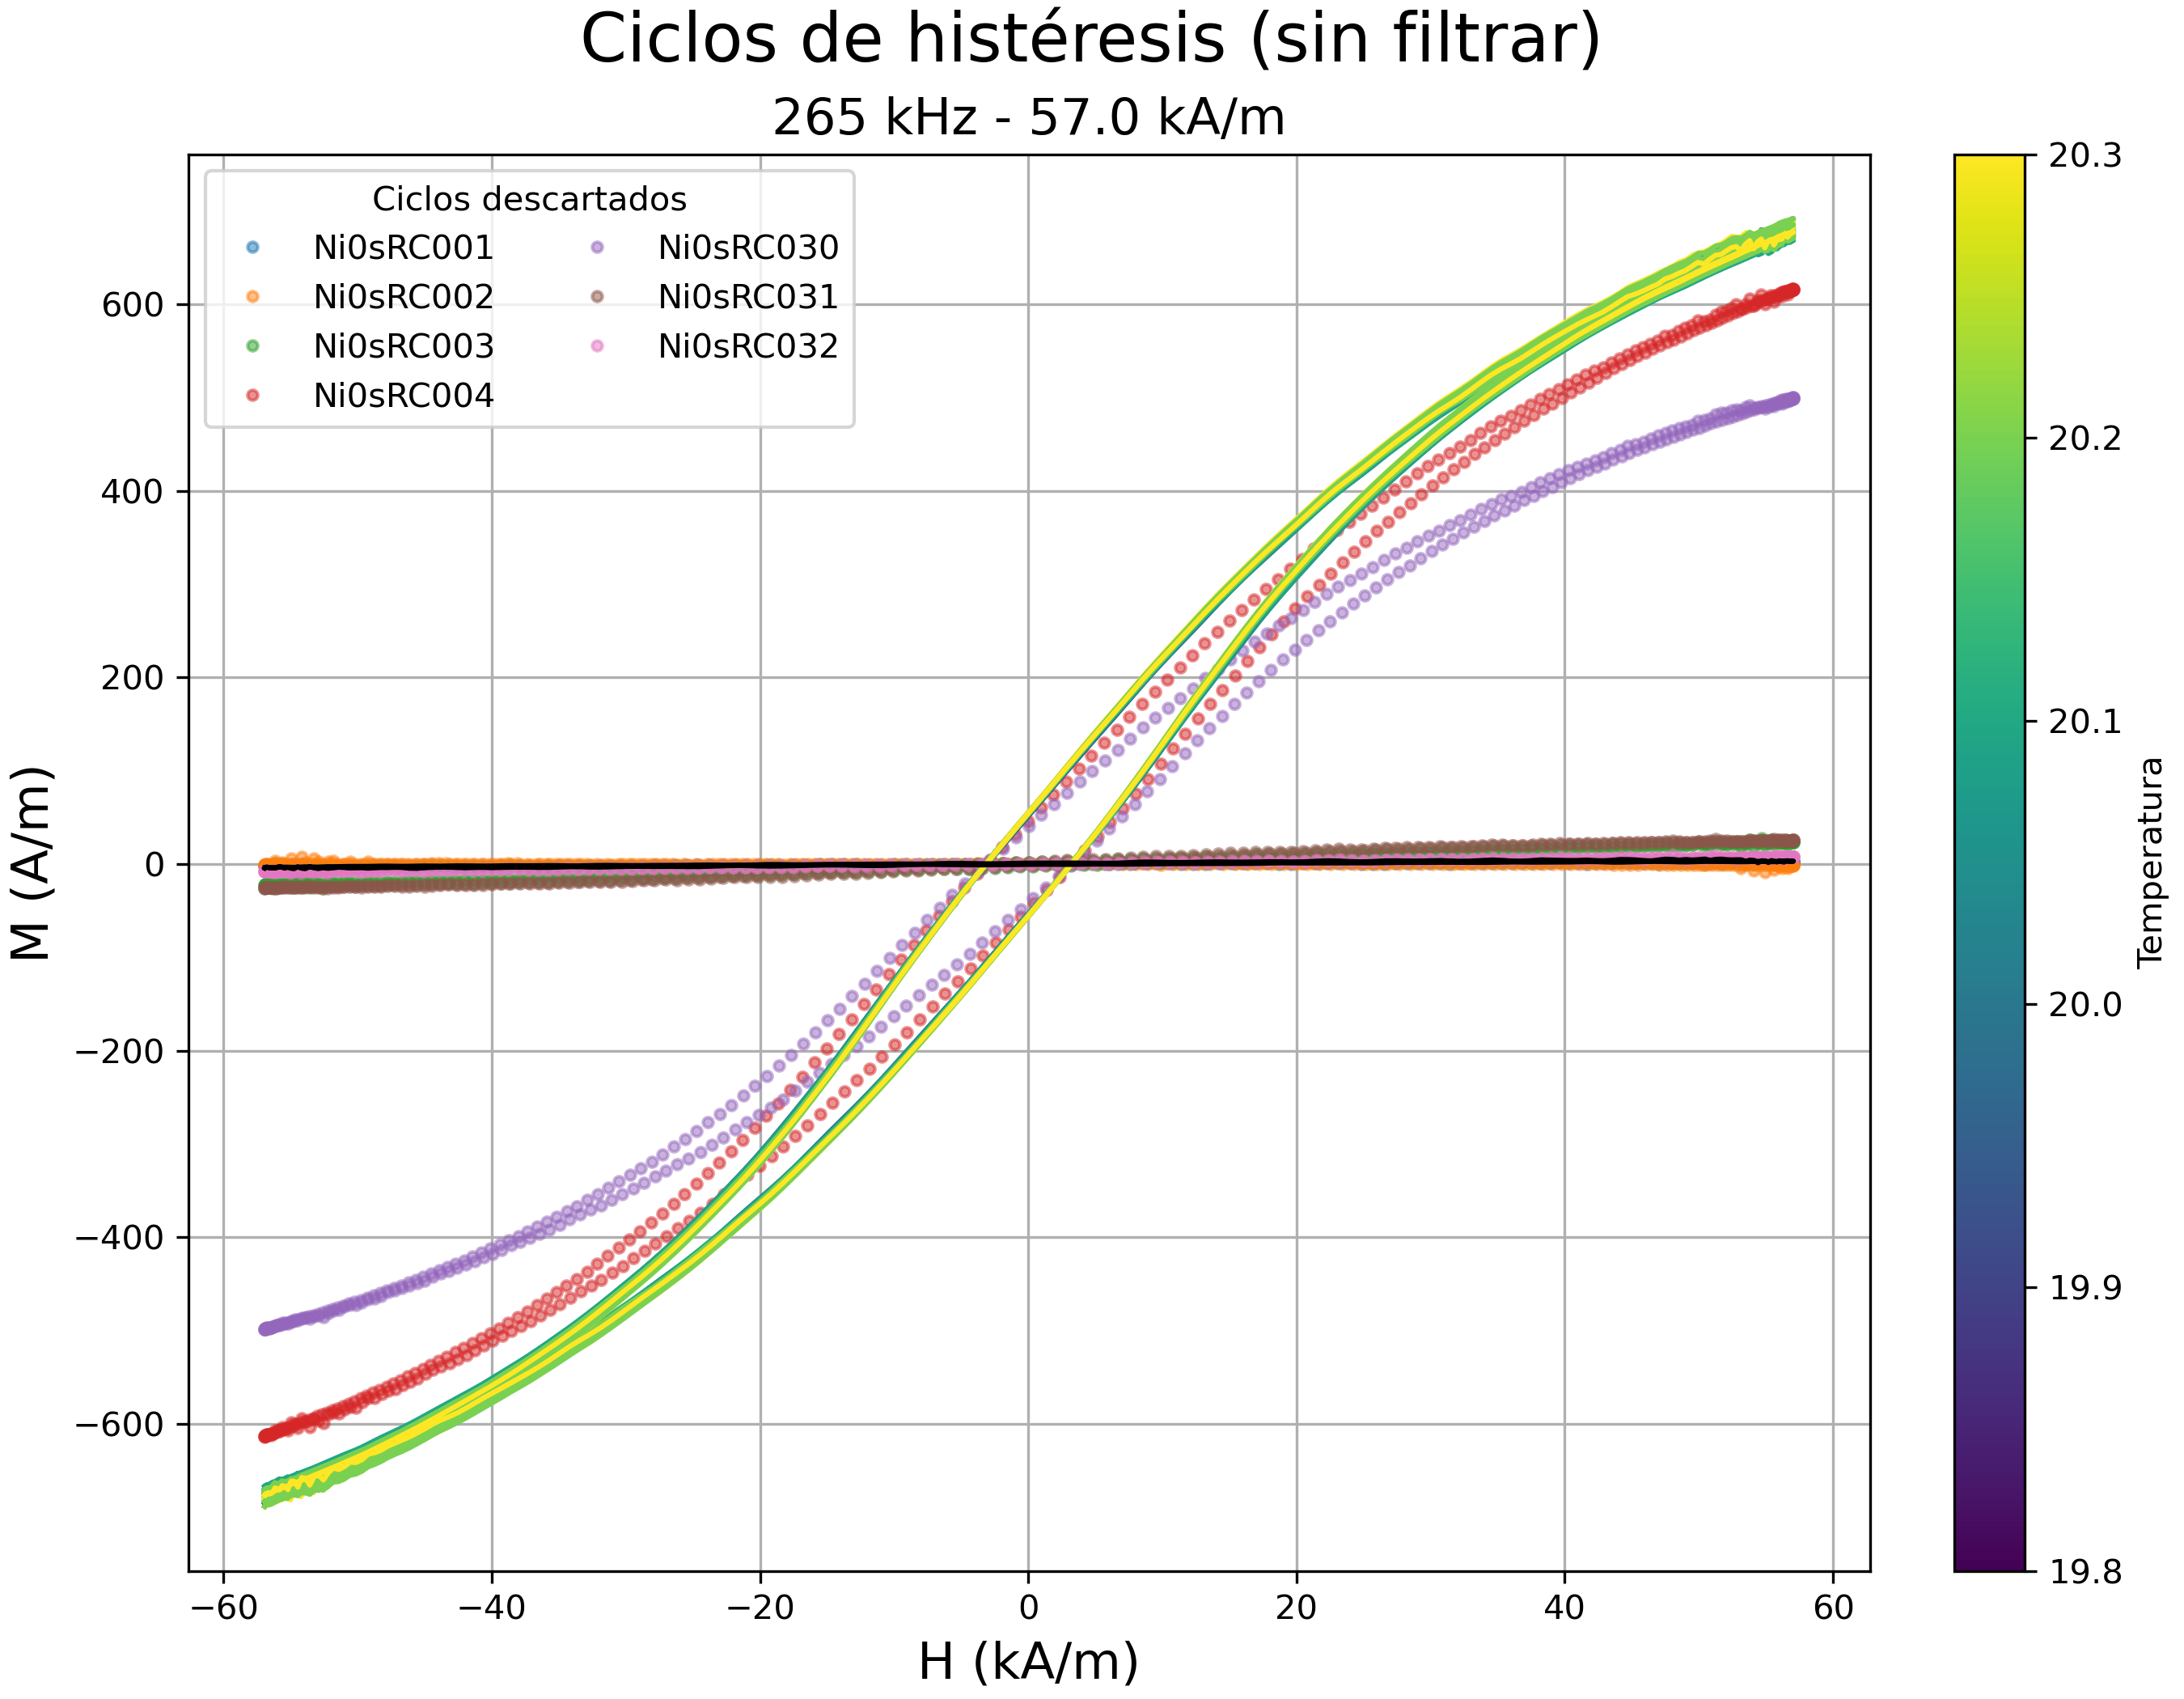 Ciclos de histéresis (sin filtrar)
265 kHz - 57.0 kA/m
Ciclos descartados
Ni0sRC001
Ni0sRC002
Ni0sRC003
Ni0sRC004
Ni0sRC030
Ni0sRC031
Ni0sRC032
M (A/m)
600
400
200
0
−200
−400
−600
−60
−40
−20
0
20
40
60
H (kA/m)
20.3
20.2
20.1
20.0
19.9
19.8
Temperatura